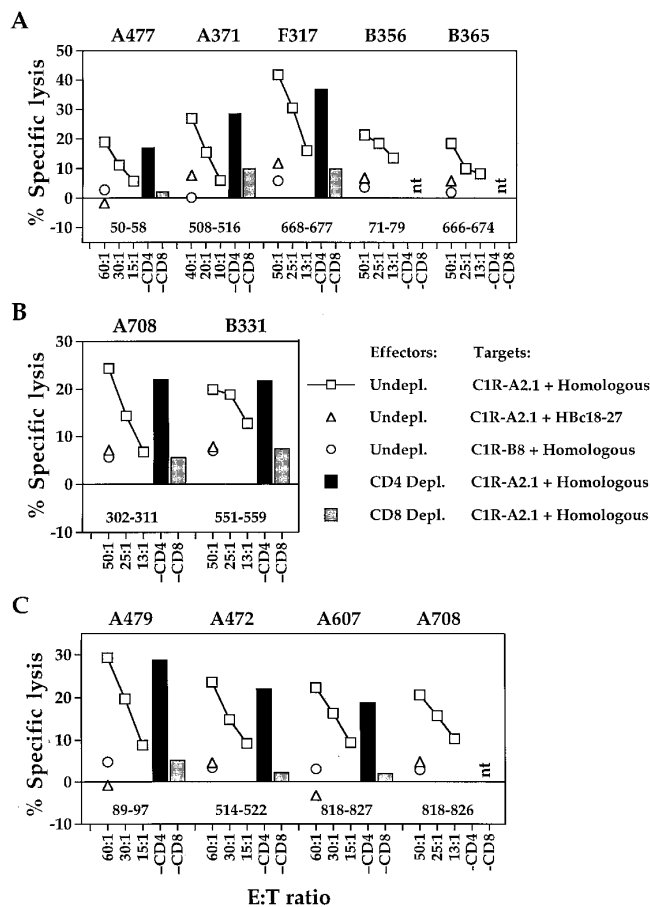 A
A477 A371 F317 B356 B365
% Specific lysis
50
40
30
20
10
0
-10
nt nt
50-58 508-516 668-677 71-79 666-674
60:1 30:1 15:1 –CD4 –CD8 40:1 20:1 10:1 –CD4 –CD8 50:1 25:1 13:1 –CD4 –CD8 50:1 25:1 13:1 –CD4 –CD8 50:1 25:1 13:1 –CD4 –CD8
B
A708 B331
% Specific lysis
30
20
10
0
-10
302-311 551-559
50:1 25:1 13:1 –CD4 –CD8 50:1 25:1 13:1 –CD4 –CD8
Effectors: Targets:
Undepl. C1R-A2.1 + Homologous
Undepl. C1R-A2.1 + HBc18-27
Undepl. C1R-B8 + Homologous
CD4 Depl. C1R-A2.1 + Homologous
CD8 Depl. C1R-A2.1 + Homologous
C
A479 A472 A607 A708
% Specific lysis
30
20
10
0
-10
nt
89-97 514-522 818-827 818-826
60:1 30:1 15:1 –CD4 –CD8 60:1 30:1 15:1 –CD4 –CD8 60:1 30:1 15:1 –CD4 –CD8 50:1 25:1 13:1 –CD4 –CD8
E:T ratio